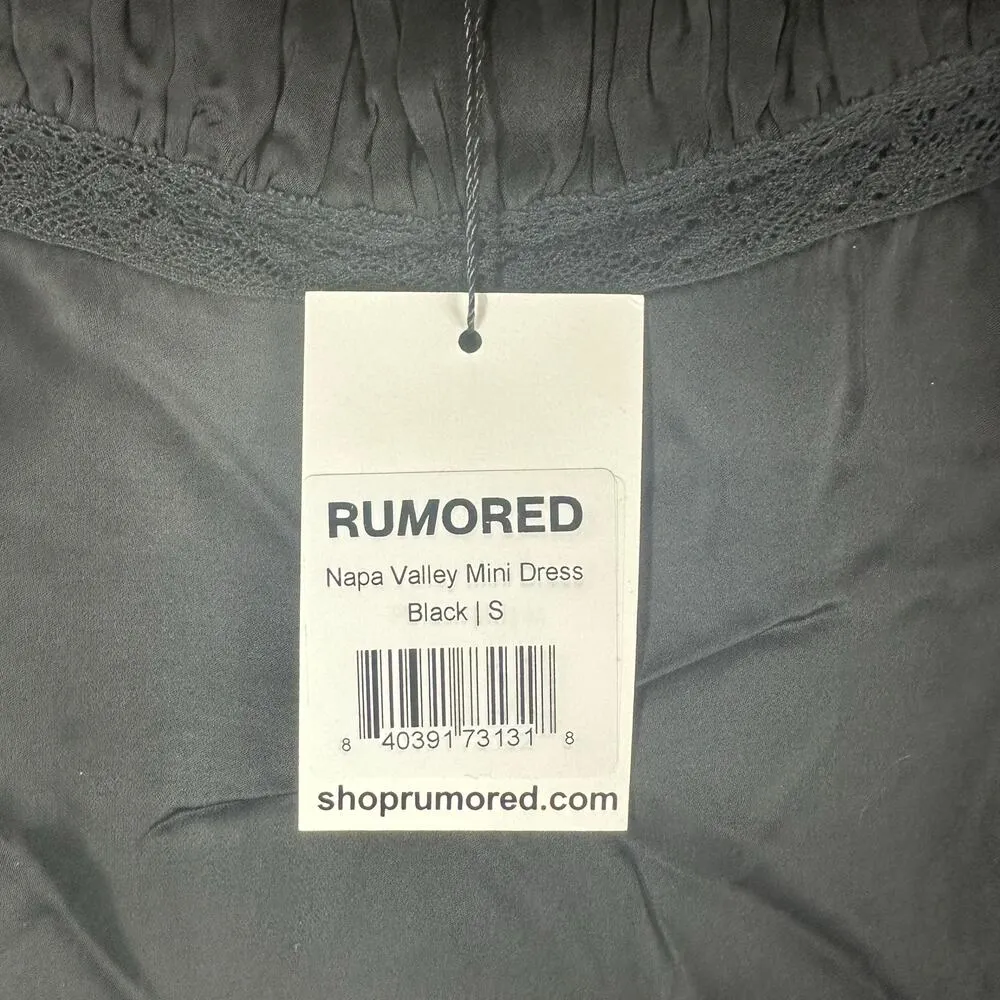 RUMORED
Napa Valley Mini Dress
Black | S
8 40391 73131 8
shoprumored.com